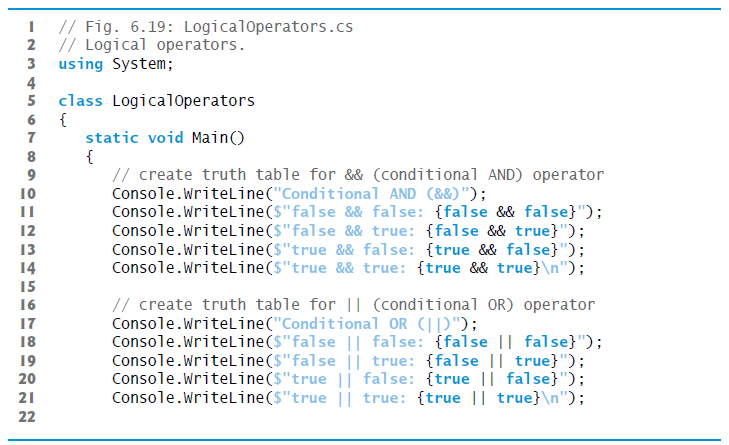 1 // Fig. 6.19: LogicalOperators.cs
2 // Logical operators.
3 using System;
4
5 class LogicalOperators
6 {
7    static void Main()
8    {
9       // create truth table for && (conditional AND) operator
10       Console.WriteLine("Conditional AND (&&)");
11       Console.WriteLine($"false && false: {false && false}");
12       Console.WriteLine($"false && true: {false && true}");
13       Console.WriteLine($"true && false: {true && false}");
14       Console.WriteLine($"true && true: {true && true}\n");
15
16       // create truth table for || (conditional OR) operator
17       Console.WriteLine("Conditional OR (||)");
18       Console.WriteLine($"false || false: {false || false}");
19       Console.WriteLine($"false || true: {false || true}");
20       Console.WriteLine($"true || false: {true || false}");
21       Console.WriteLine($"true || true: {true || true}\n");
22